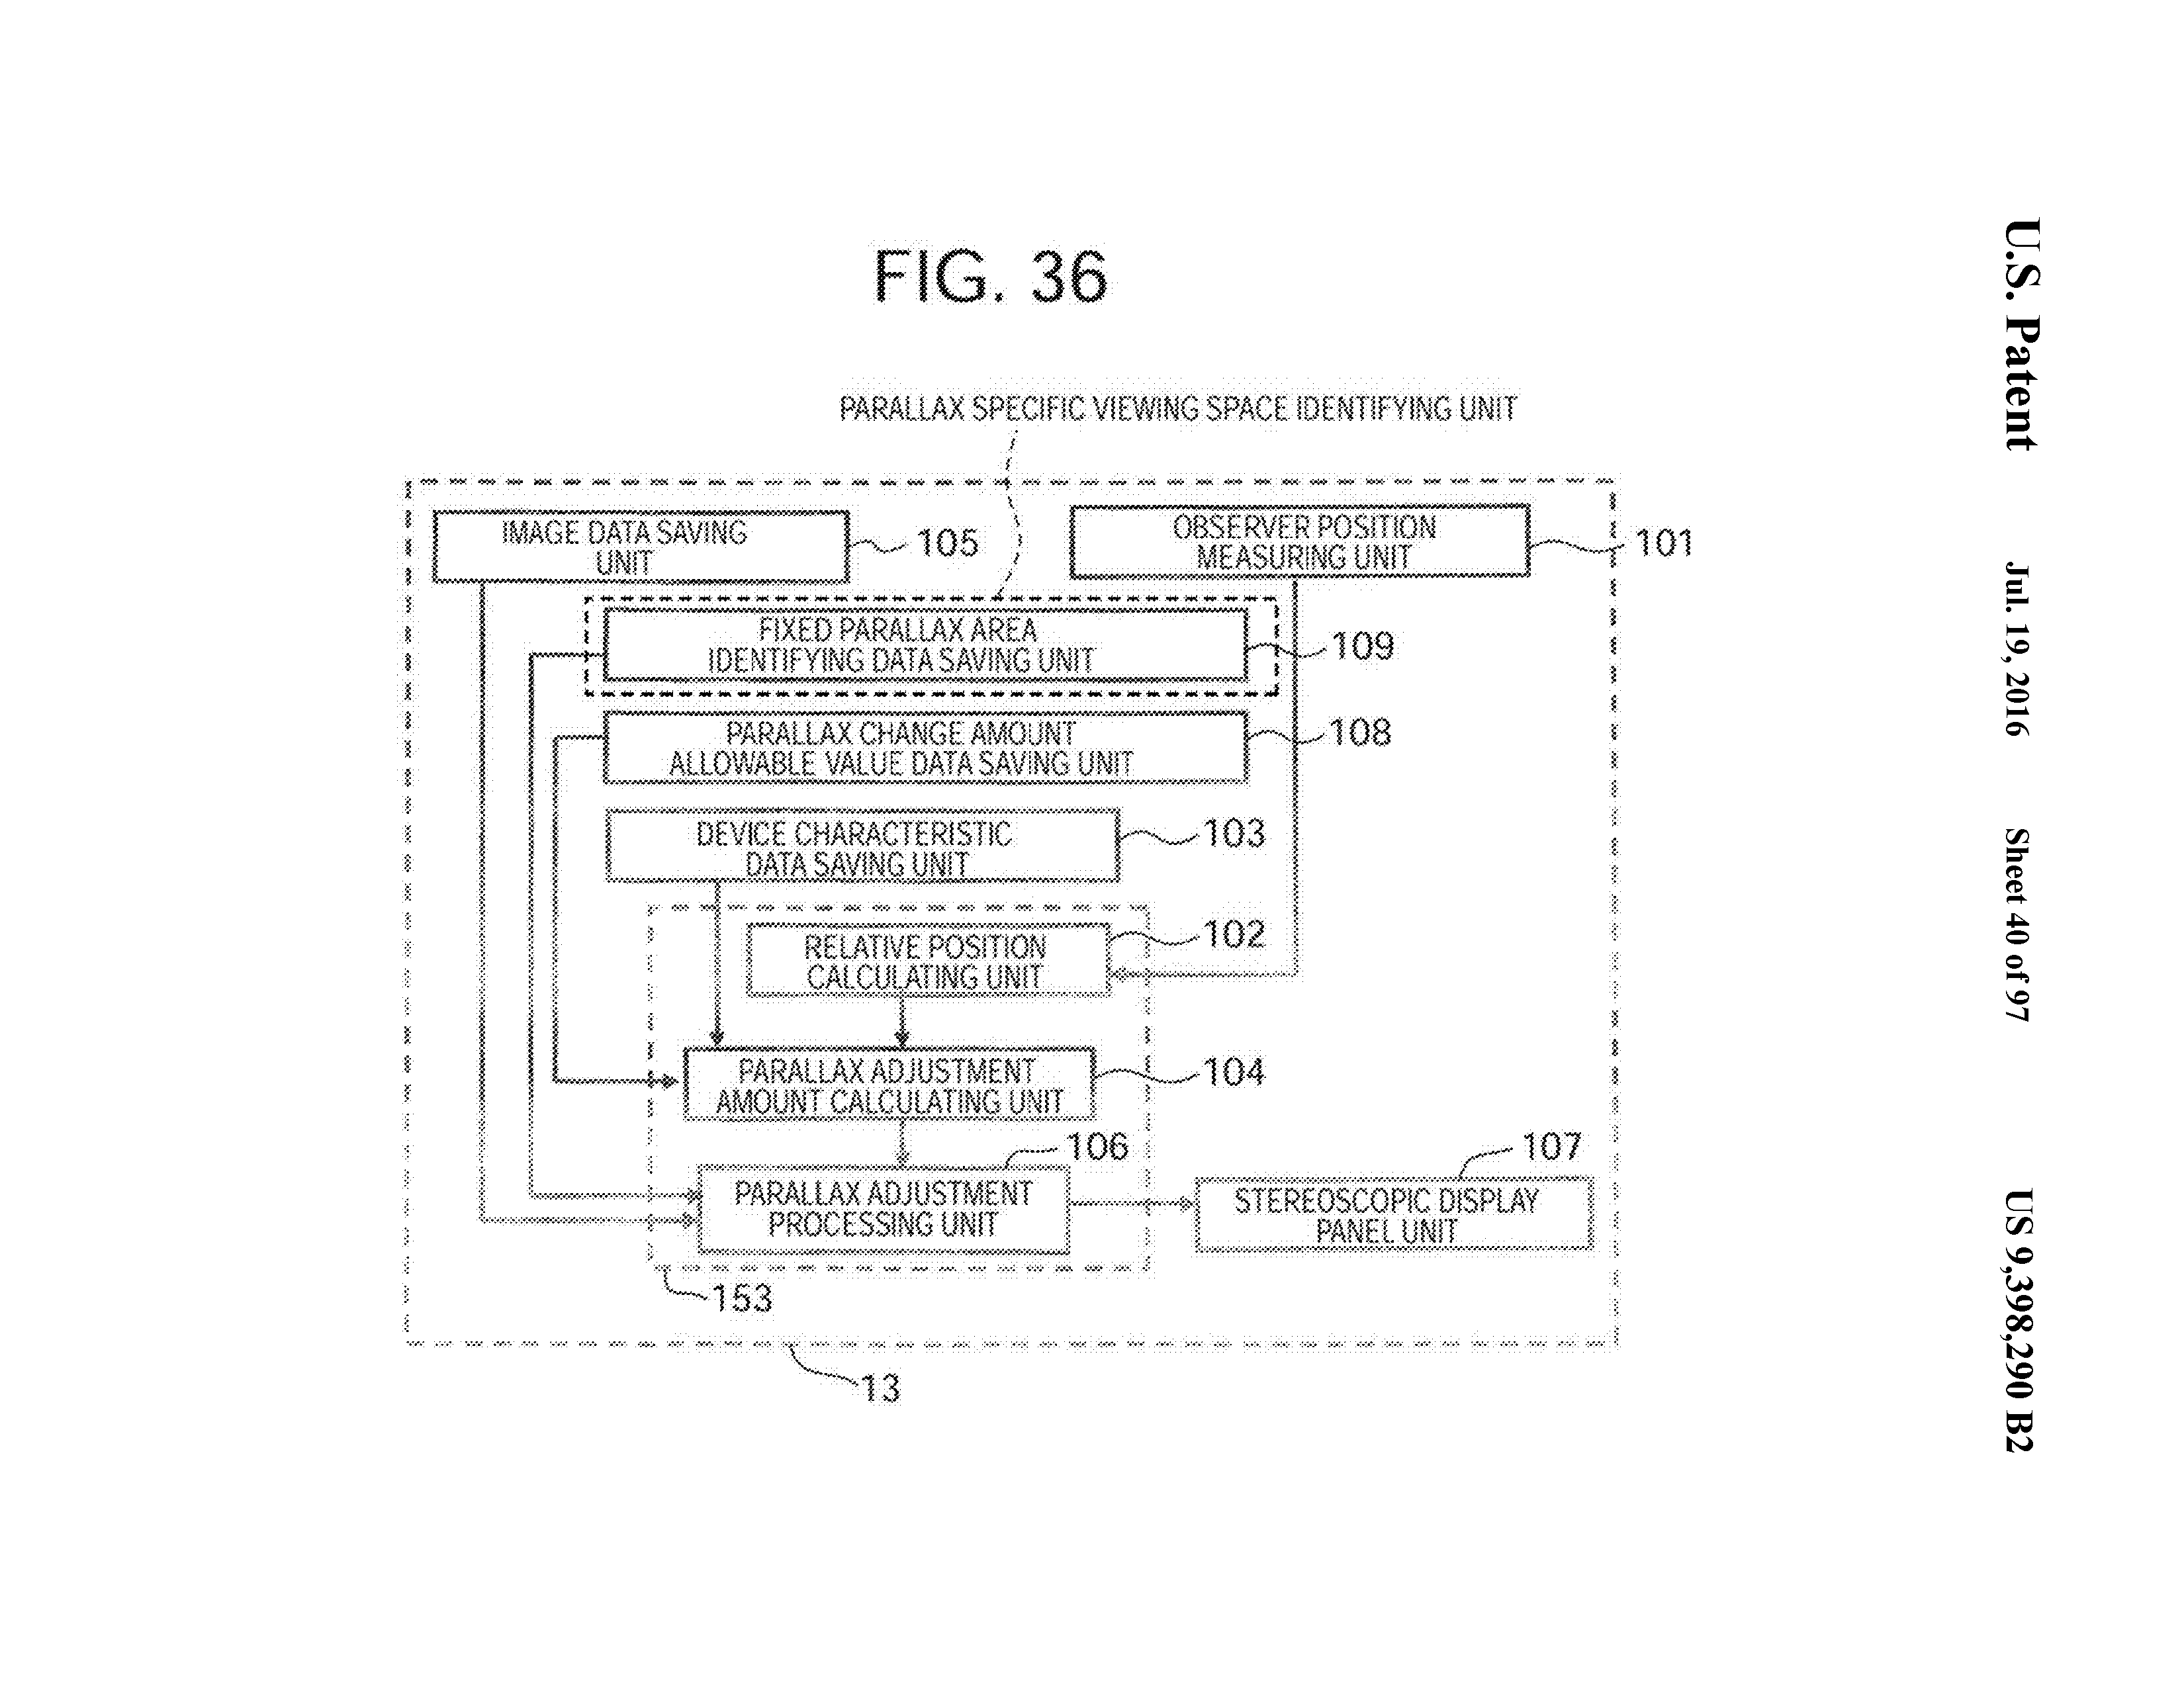 U.S. Patent
Jul. 19, 2016
Sheet 40 of 97
US 9,398,290 B2
FIG. 36
PARALLAX SPECIFIC VIEWING SPACE IDENTIFYING UNIT
IMAGE DATA SAVING
UNIT
105
OBSERVER POSITION
MEASURING UNIT
101
FIXED PARALLAX AREA
IDENTIFYING DATA SAVING UNIT
109
PARALLAX CHANGE AMOUNT
ALLOWABLE VALUE DATA SAVING UNIT
108
DEVICE CHARACTERISTIC
DATA SAVING UNIT
103
RELATIVE POSITION
CALCULATING UNIT
102
PARALLAX ADJUSTMENT
AMOUNT CALCULATING UNIT
104
PARALLAX ADJUSTMENT
PROCESSING UNIT
106
STEREOSCOPIC DISPLAY
PANEL UNIT
107
153
13